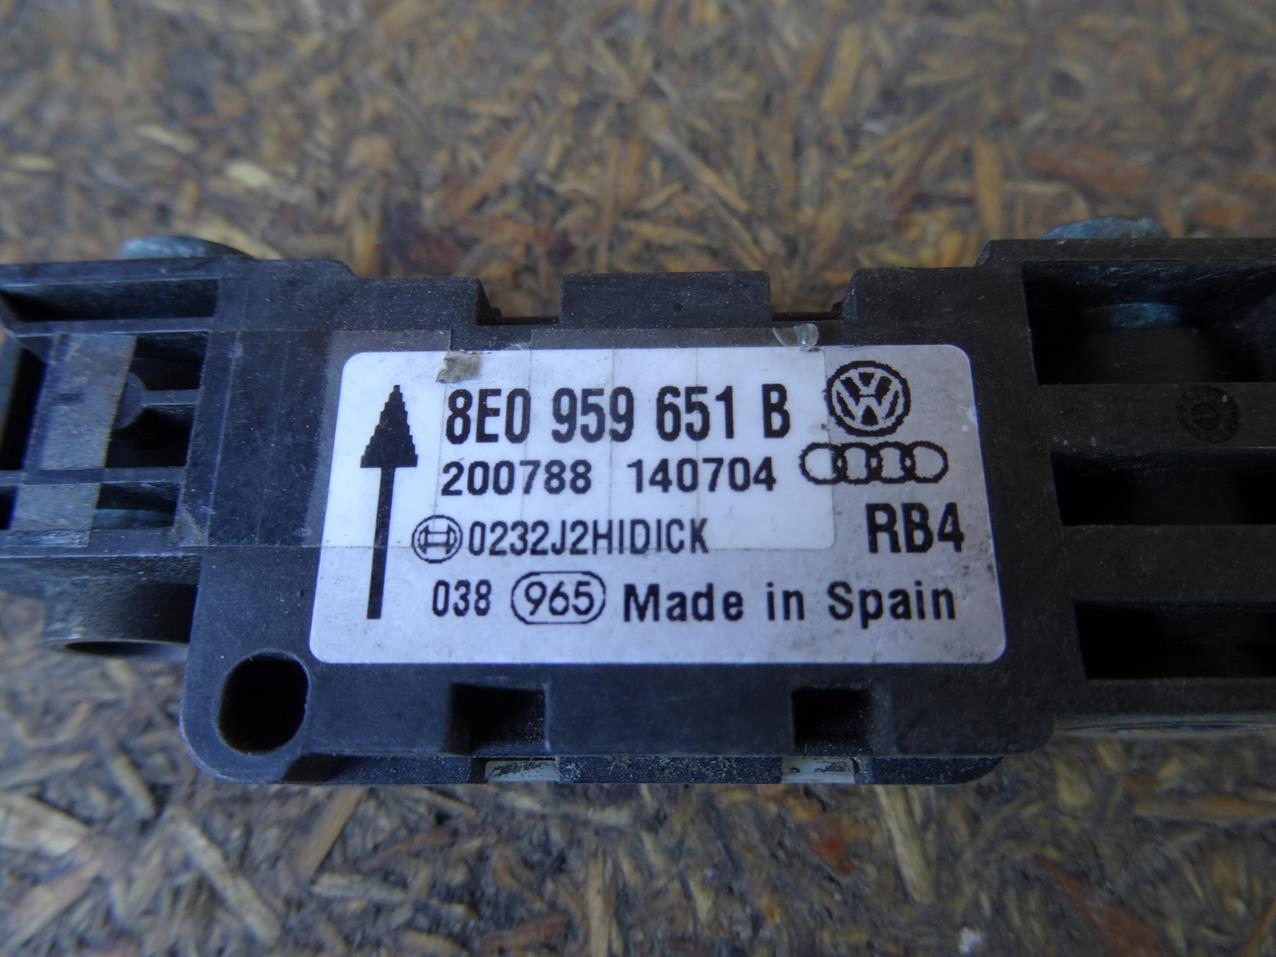 8E0 959 651 B
200788 140704
0232J2HIDICK RB4
038 965 Made in Spain